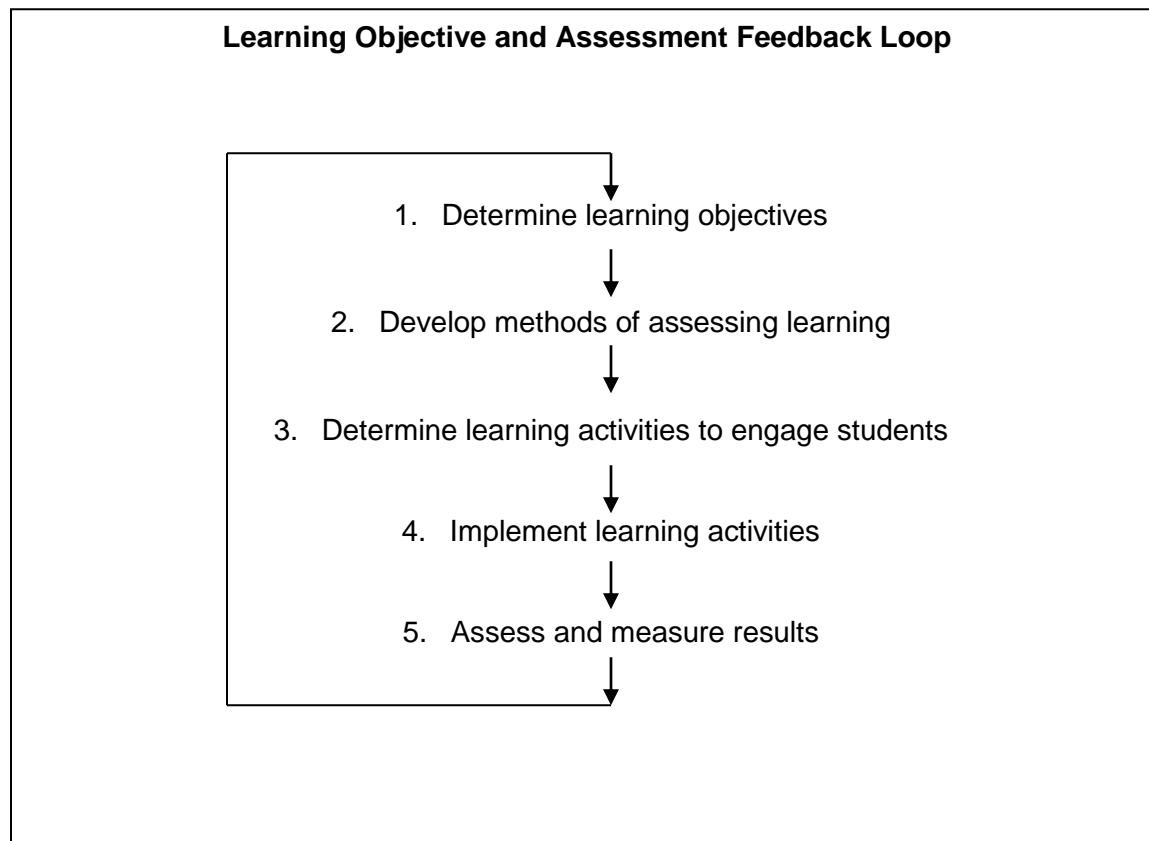 Learning Objective and Assessment Feedback Loop
1. Determine learning objectives
2. Develop methods of assessing learning
3. Determine learning activities to engage students
4. Implement learning activities
5. Assess and measure results